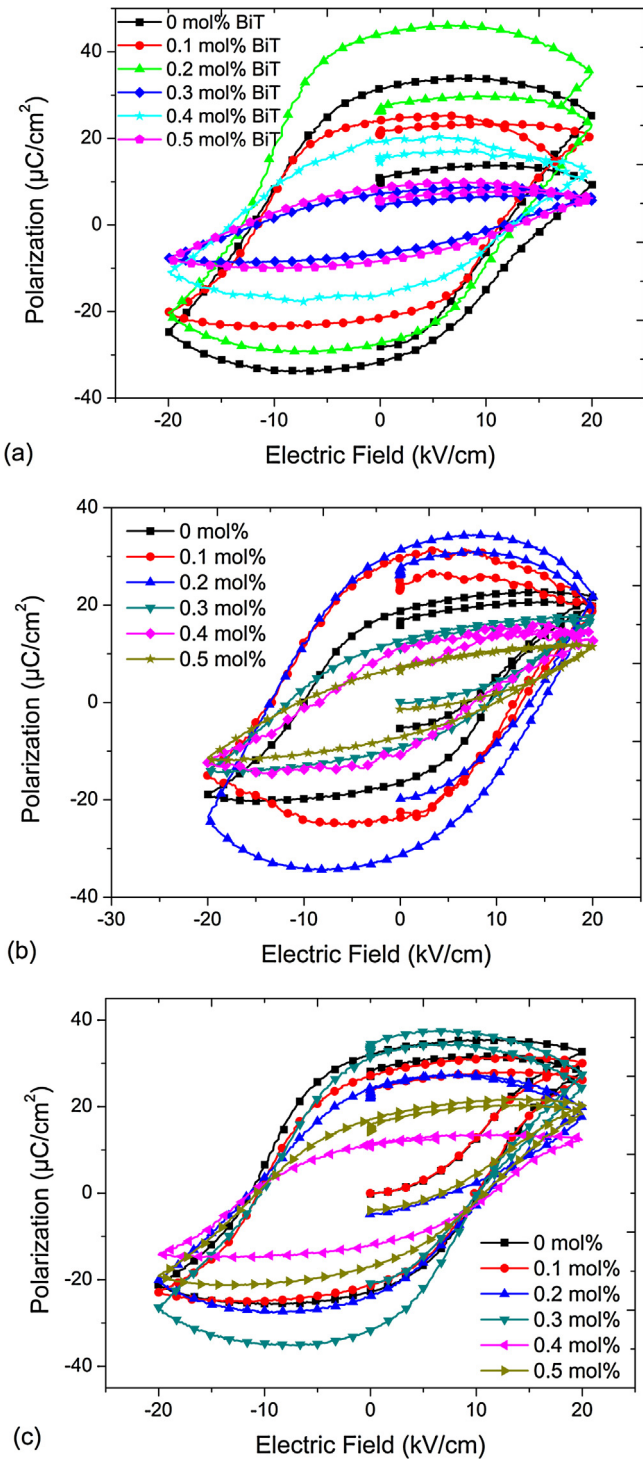 0 mol% BiT
0.1 mol% BiT
0.2 mol% BiT
0.3 mol% BiT
0.4 mol% BiT
0.5 mol% BiT
40
20
0
-20
-40
-20
-10
0
10
20
Polarization (µC/cm²)
Electric Field (kV/cm)
(a)
0 mol%
0.1 mol%
0.2 mol%
0.3 mol%
0.4 mol%
0.5 mol%
40
20
0
-20
-40
-30
-20
-10
0
10
20
Polarization (µC/cm²)
Electric Field (kV/cm)
(b)
0 mol%
0.1 mol%
0.2 mol%
0.3 mol%
0.4 mol%
0.5 mol%
40
20
0
-20
-40
-20
-10
0
10
20
Polarization (µC/cm²)
Electric Field (kV/cm)
(c)